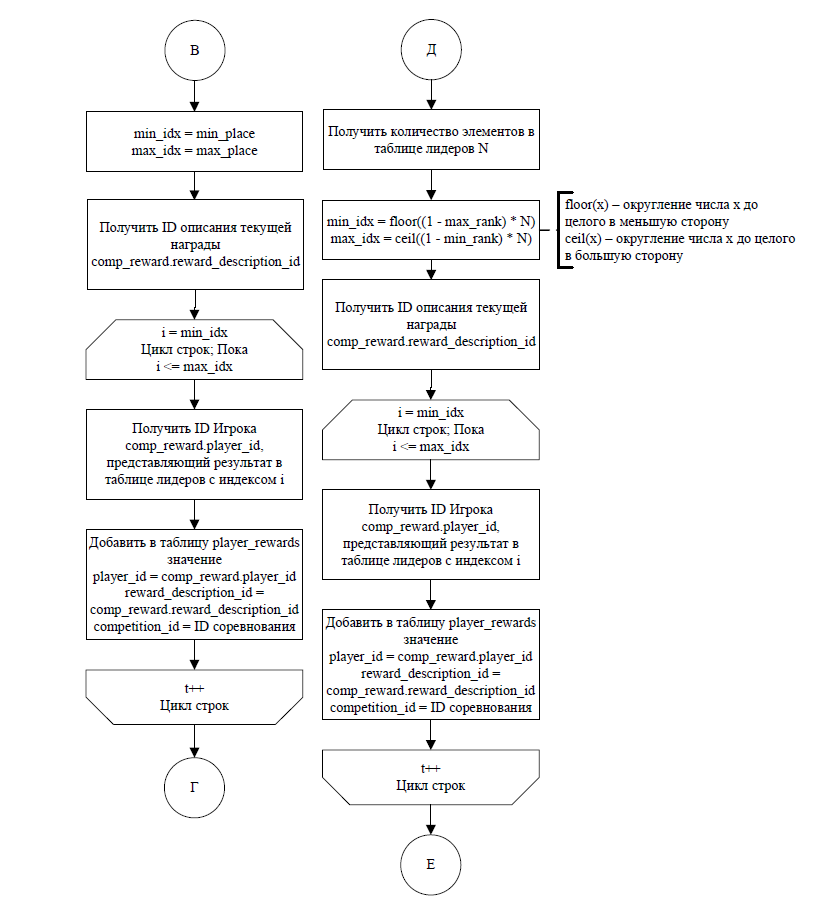 В
min_idx = min_place
max_idx = max_place
Получить ID описания текущей
награды
comp_reward.reward_description_id
i = min_idx
Цикл строк; Пока
i <= max_idx
Получить ID Игрока
comp_reward.player_id,
представляющий результат в
таблице лидеров с индексом i
Добавить в таблицу player_rewards
значение
player_id = comp_reward.player_id
reward_description_id =
comp_reward.reward_description_id
competition_id = ID соревнования
t++
Цикл строк
Г
Д
Получить количество элементов в
таблице лидеров N
min_idx = floor((1 - max_rank) * N)
max_idx = ceil((1 - min_rank) * N)
floor(x) – округление числа x до
целого в меньшую сторону
ceil(x) – округление числа x до целого
в большую сторону
Получить ID описания текущей
награды
comp_reward.reward_description_id
i = min_idx
Цикл строк; Пока
i <= max_idx
Получить ID Игрока
comp_reward.player_id,
представляющий результат в
таблице лидеров с индексом i
Добавить в таблицу player_rewards
значение
player_id = comp_reward.player_id
reward_description_id =
comp_reward.reward_description_id
competition_id = ID соревнования
t++
Цикл строк
Е